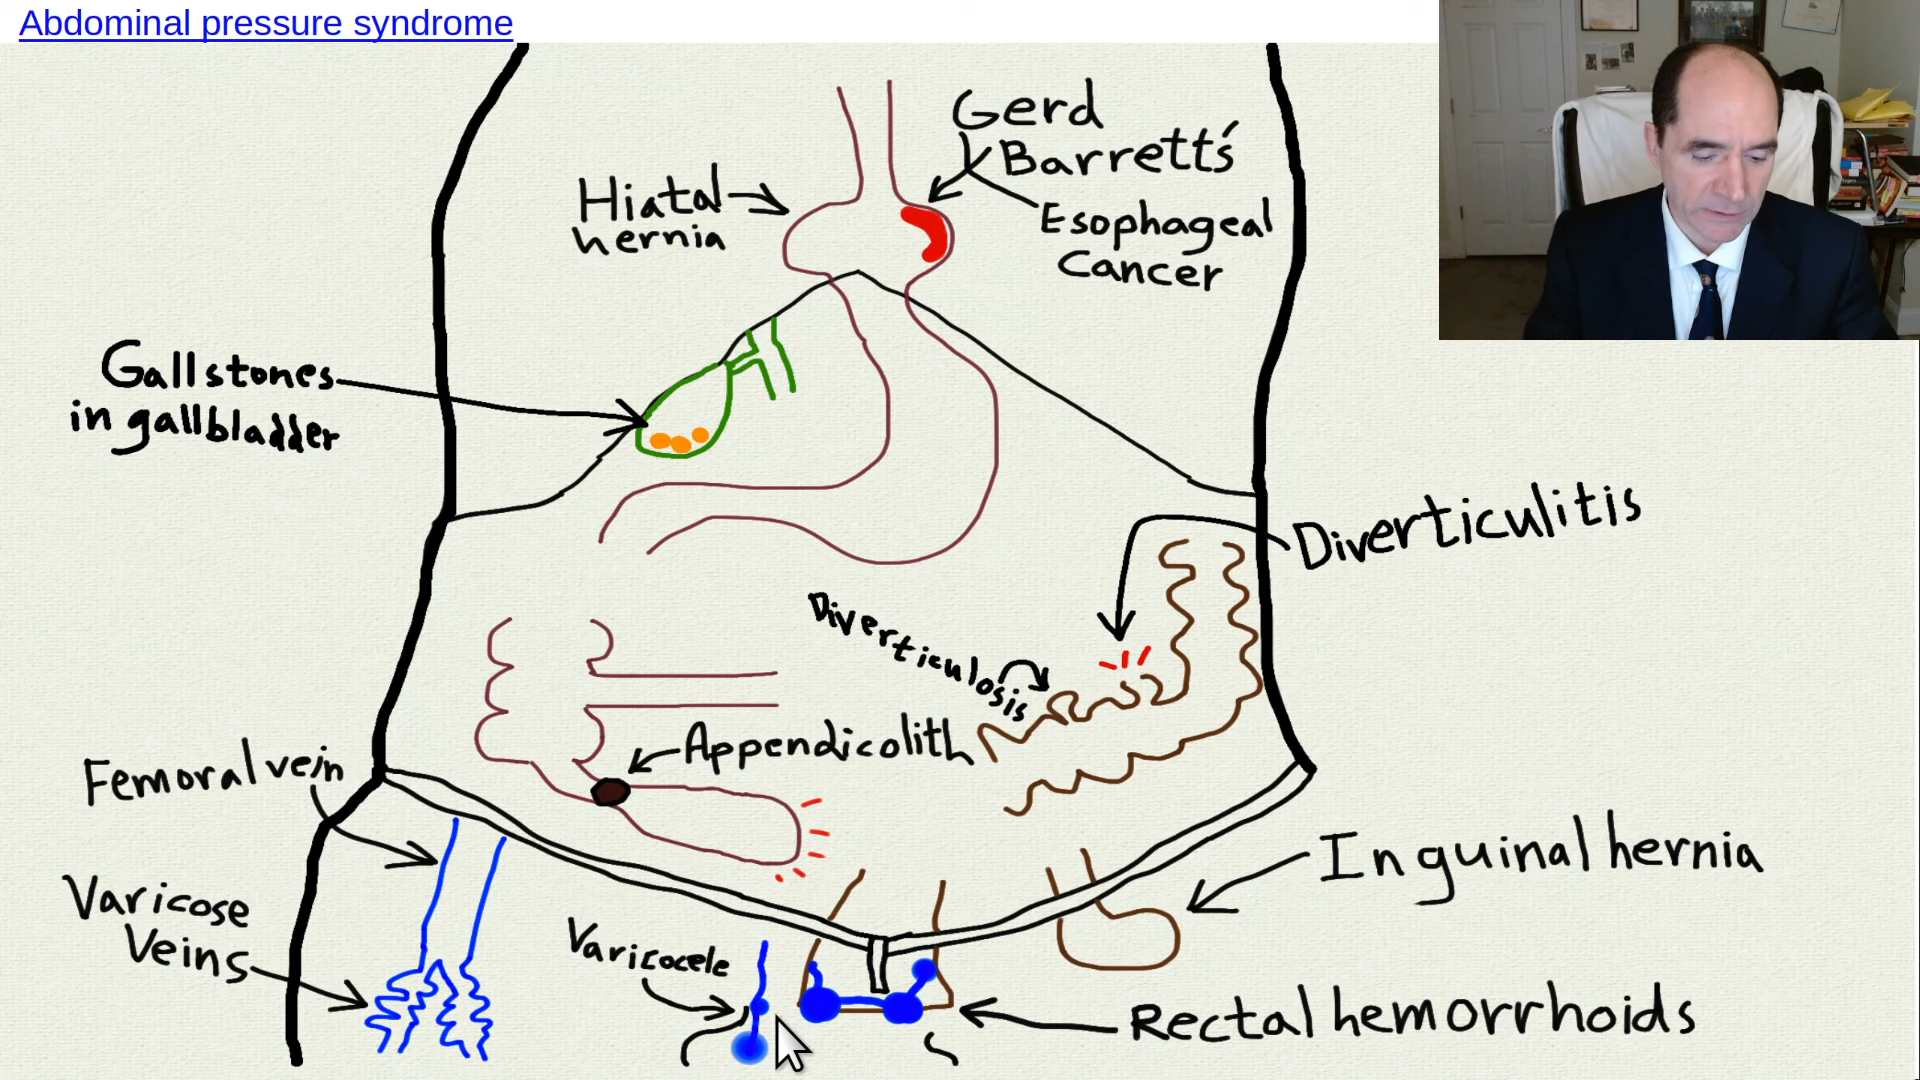 Abdominal pressure syndrome
Gerd
Barrett's
Esophageal
Cancer
Hiatal
hernia
Gallstones
in gallbladder
Diverticulitis
Diverticulosis
Appendicolith
Femoral vein
Varicose
Veins
Varicocele
Inguinal hernia
Rectal hemorrhoids